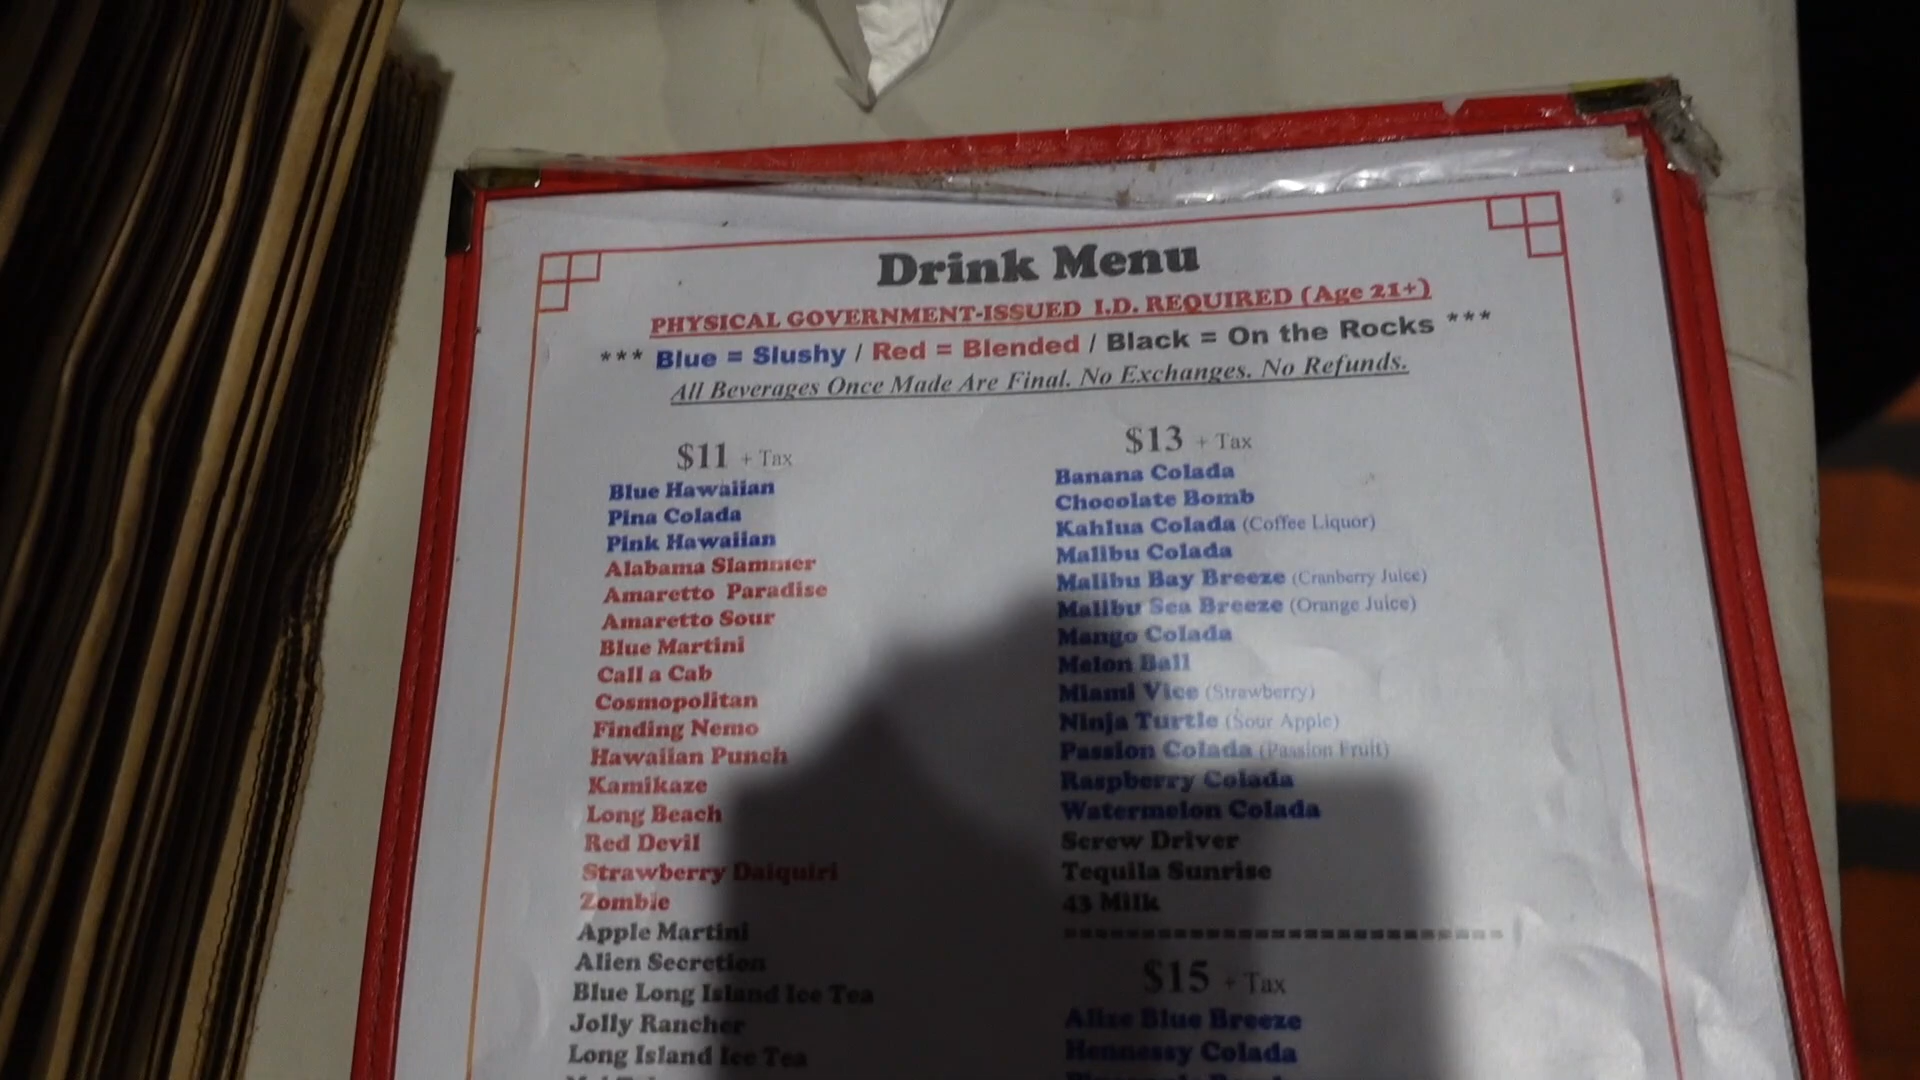 Drink Menu
PHYSICAL GOVERNMENT-ISSUED I.D. REQUIRED (Age 21+)
*** Blue = Slushy / Red = Blended / Black = On the Rocks ***
All Beverages Once Made Are Final. No Exchanges. No Refunds.
$11 + Tax
Blue Hawaiian
Pina Colada
Pink Hawaiian
Alabama Slammer
Amaretto Paradise
Amaretto Sour
Blue Martini
Call a Cab
Cosmopolitan
Finding Nemo
Hawaiian Punch
Kamikaze
Long Beach
Red Devil
Strawberry Daiquiri
Zombie
Apple Martini
Alien Secretion
Blue Long Island Ice Tea
Jolly Rancher
Long Island Ice Tea
$13 + Tax
Banana Colada
Chocolate Bomb
Kahlua Colada (Coffee Liquor)
Malibu Colada
Malibu Bay Breeze (Cranberry Juice)
Malibu Sea Breeze (Orange Juice)
Mango Colada
Melon Ball
Miami Vice (Strawberry)
Ninja Turtle (Sour Apple)
Passion Colada (Passion Fruit)
Raspberry Colada
Watermelon Colada
Screw Driver
Tequila Sunrise
43 Milk
$15 + Tax
Alize Blue Breeze
Hennessy Colada